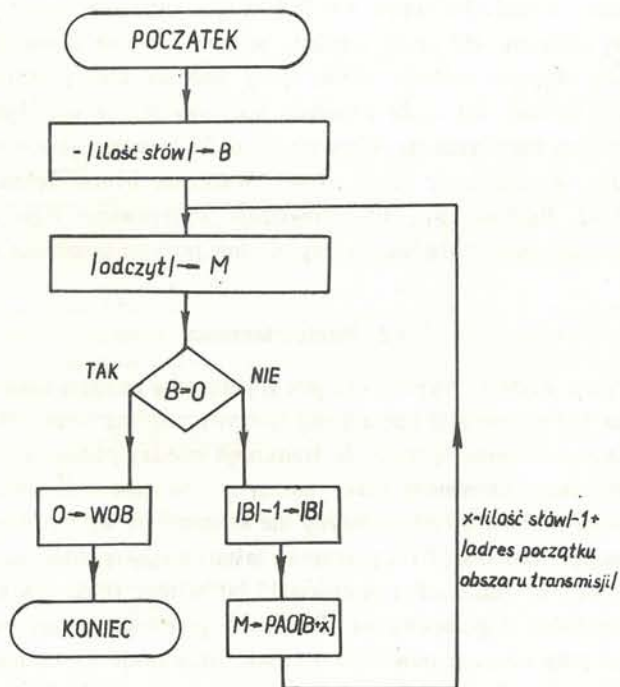 POCZĄTEK
-/ilość słów/→B
/odczyt/→M
TAK
NIE
B=0
0→WOB
|B|-1→|B|
x-/ilość słów/-1+
/adres początku
obszaru transmisji/
KONIEC
M→PAO[B+x]